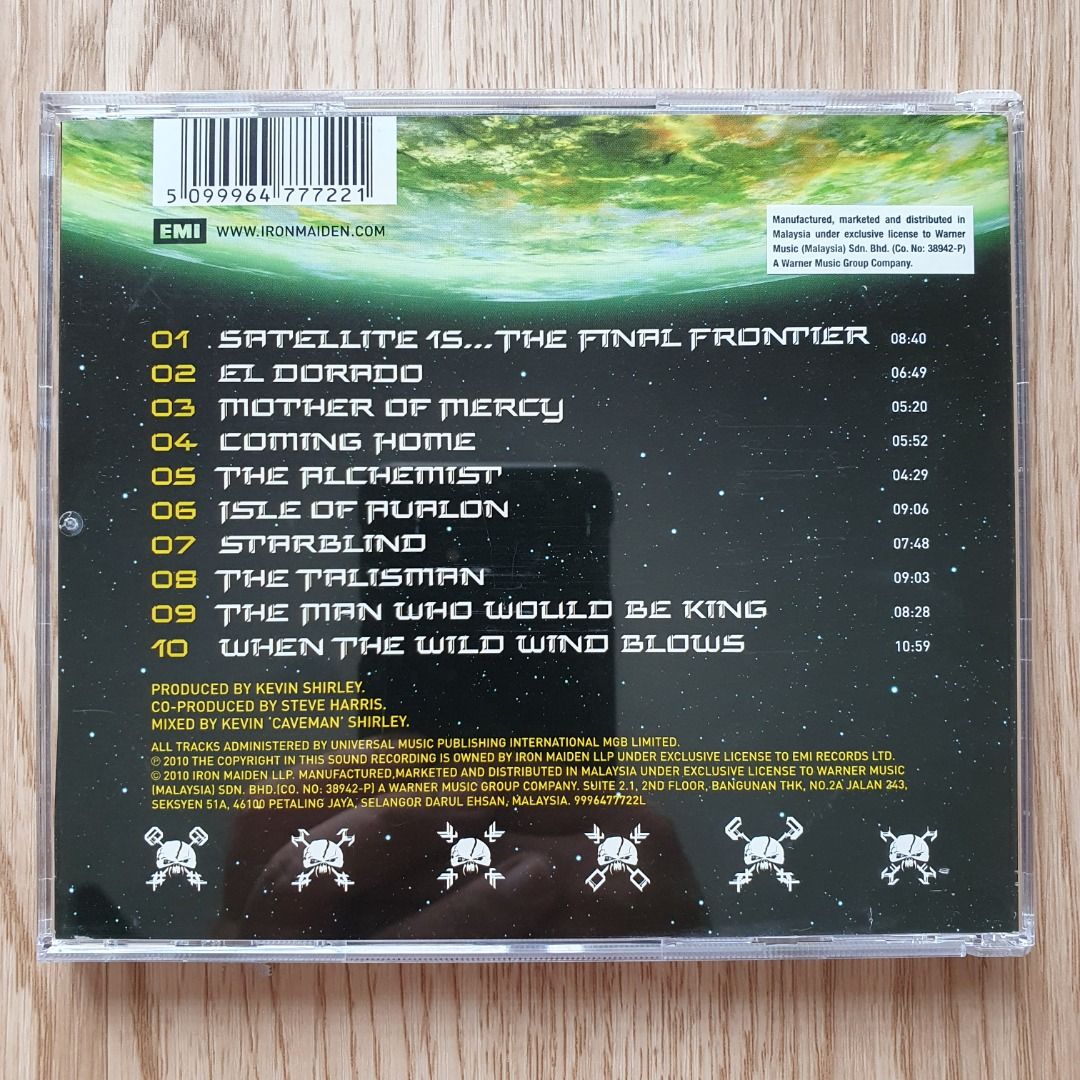 5 099964 777221
EMI WWW.IRONMAIDEN.COM
Manufactured, marketed and distributed in
Malaysia under exclusive license to Warner
Music (Malaysia) Sdn. Bhd. (Co. No: 38942-P)
A Warner Music Group Company.
01 SATELLITE 15...THE FINAL FRONTIER 08:40
02 EL DORADO 06:49
03 MOTHER OF MERCY 05:20
04 COMING HOME 05:52
05 THE ALCHEMIST 04:29
06 ISLE OF AVALON 09:06
07 STARBLIND 07:48
08 THE TALISMAN 09:03
09 THE MAN WHO WOULD BE KING 08:28
10 WHEN THE WILD WIND BLOWS 10:59
PRODUCED BY KEVIN SHIRLEY.
CO-PRODUCED BY STEVE HARRIS.
MIXED BY KEVIN 'CAVEMAN' SHIRLEY.
ALL TRACKS ADMINISTERED BY UNIVERSAL MUSIC PUBLISHING INTERNATIONAL MGB LIMITED.
℗ 2010 THE COPYRIGHT IN THIS SOUND RECORDING IS OWNED BY IRON MAIDEN LLP UNDER EXCLUSIVE LICENSE TO EMI RECORDS LTD.
© 2010 IRON MAIDEN LLP. MANUFACTURED,MARKETED AND DISTRIBUTED IN MALAYSIA UNDER EXCLUSIVE LICENSE TO WARNER MUSIC
(MALAYSIA) SDN. BHD.(CO. NO: 38942-P) A WARNER MUSIC GROUP COMPANY. SUITE 2.1, 2ND FLOOR, BANGUNAN THK, NO.2A JALAN 243,
SEKSYEN 51A, 46100 PETALING JAYA, SELANGOR DARUL EHSAN, MALAYSIA. 9996477722L